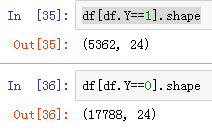 In [35]: df[df.Y==1].shape
Out[35]: (5362, 24)
In [36]: df[df.Y==0].shape
Out[36]: (17788, 24)